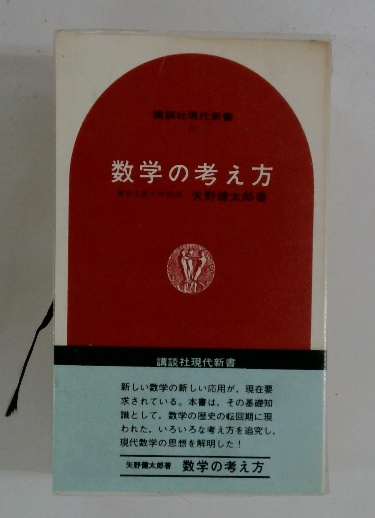 講談社現代新書
数学の考え方
矢野健太郎著
講談社現代新書
新しい数学の新しい応用が、現在要
求されている。本書は、その基礎知
識として、数学の歴史の転回期に現
われた、いろいろな考え方を追究し、
現代数学の思想を解明した!
矢野健太郎著 数学の考え方